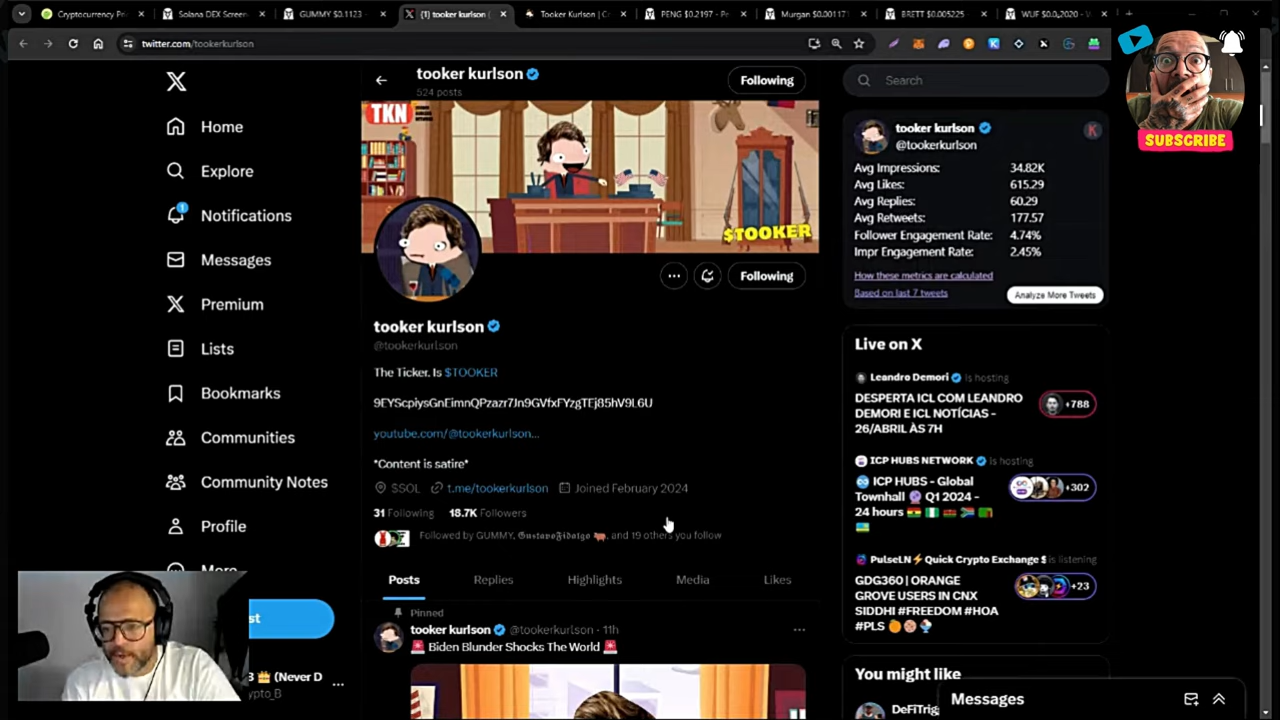 Cryptocurrency P
Solana DEX Screen
GUMMY $0.1123
(1) tooker kurlson
Tooker Kurlson | C
PENG $0.2197 - P
Murgan $0.00117
BRETT $0.005225
WUF $0.0₅2020 -
twitter.com/tookerkurlson
SUBSCRIBE
Home
Explore
1
Notifications
Messages
Premium
Lists
Bookmarks
Communities
Community Notes
Profile
More
st
(Never D
ypto_B
tooker kurlson
524 posts
Following
TKN
$TOOKER
Following
tooker kurlson
@tookerkurlson
The Ticker. Is $TOOKER
9EYScpiysGnEimnQPzazr7Jn9GVfxFYzgTEj85hV9L6U
youtube.com/@tookerkurlson...
*Content is satire*
$SOL t.me/tookerkurlson Joined February 2024
31 Following 18.7K Followers
Followed by GUMMY, 𝕲𝖚𝖘𝖙𝖆𝖛𝖔𝕱𝖎𝖉𝖆𝖑𝖌𝖔 🐂, and 19 others you follow
Posts Replies Highlights Media Likes
Pinned
tooker kurlson @tookerkurlson · 11h
🚨 Biden Blunder Shocks The World 🚨
Search
tooker kurlson
@tookerkurlson
K
Avg Impressions: 34.82K
Avg Likes: 615.29
Avg Replies: 60.29
Avg Retweets: 177.57
Follower Engagement Rate: 4.74%
Impr Engagement Rate: 2.45%
How these metrics are calculated
Based on last 7 tweets
Analyze More Tweets
Live on X
Leandro Demori is hosting
DESPERTA ICL COM LEANDRO
DEMORI E ICL NOTÍCIAS -
26/ABRIL ÀS 7H
+788
ICP HUBS NETWORK is hosting
🌐 ICP HUBS - Global
Townhall 🔮 Q1 2024 -
24 hours
+302
PulseLN⚡Quick Crypto Exchange $ is listening
GDG360 | ORANGE
GROVE USERS IN CNX
SIDDHI #FREEDOM #HOA
#PLS
+23
You might like
DeFiTrig
Messages